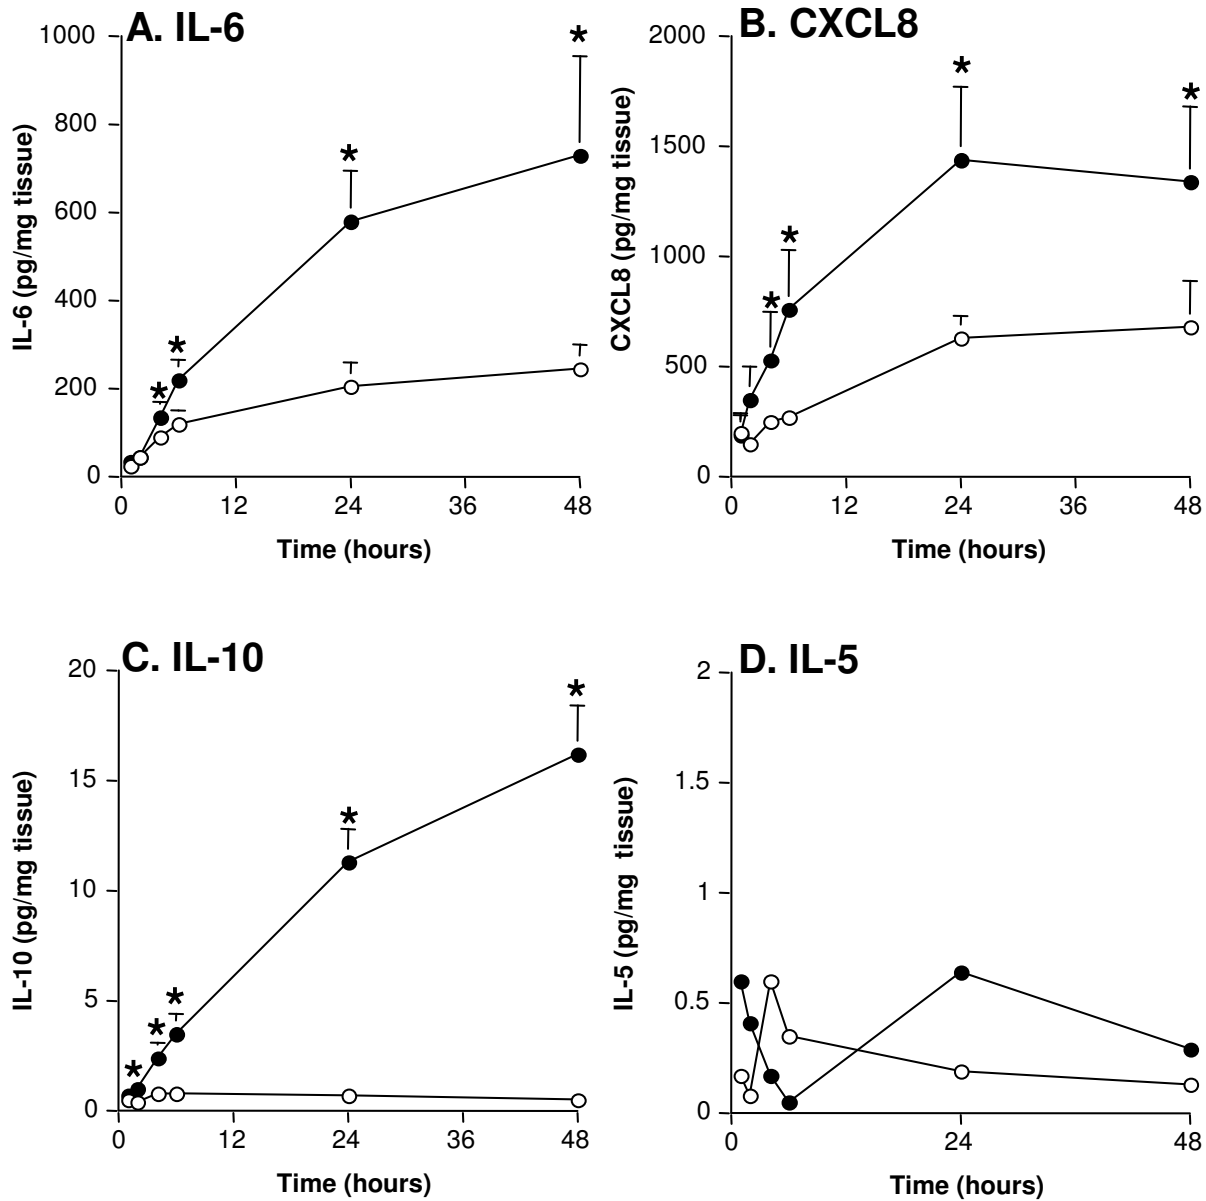 A. IL-6
1000
800
600
400
200
0
IL-6 (pg/mg tissue)
* * * *
0 12 24 36 48
Time (hours)
B. CXCL8
2000
1500
1000
500
0
CXCL8 (pg/mg tissue)
* * * *
0 12 24 36 48
Time (hours)
C. IL-10
20
15
10
5
0
IL-10 (pg/mg tissue)
* * * * *
0 12 24 36 48
Time (hours)
D. IL-5
2
1.5
1
0.5
0
IL-5 (pg/mg tissue)
0 24 48
Time (hours)